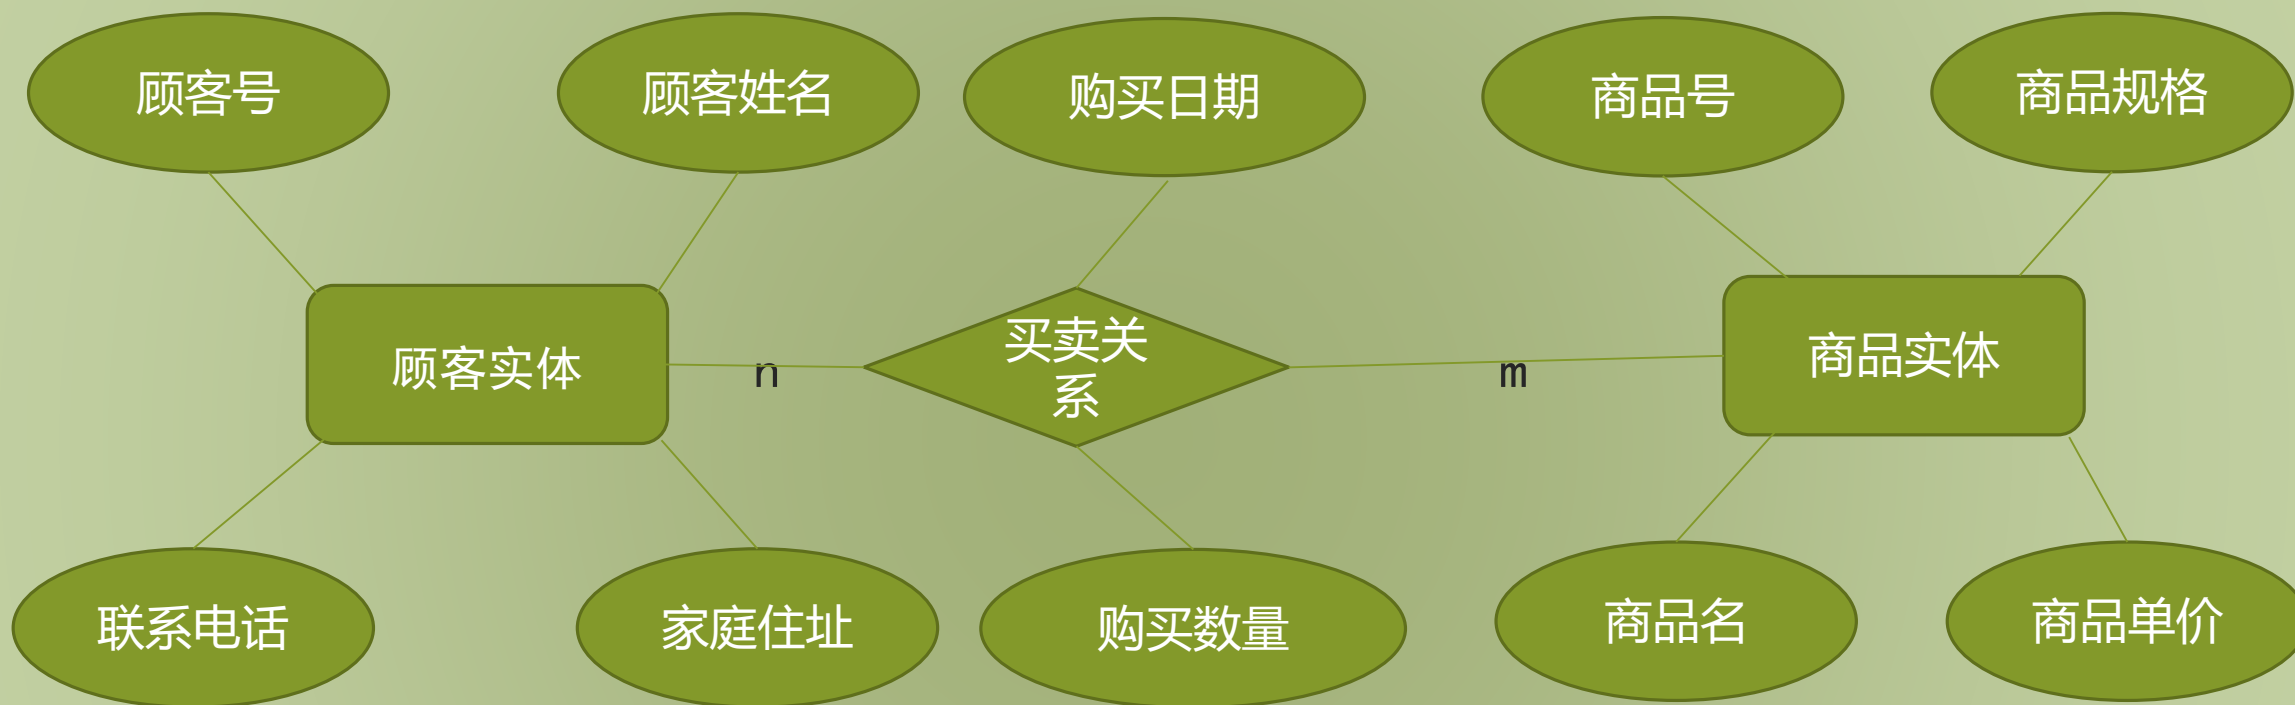 顾客号
顾客姓名
购买日期
商品号
商品规格
顾客实体
n
买卖关
系
m
商品实体
联系电话
家庭住址
购买数量
商品名
商品单价